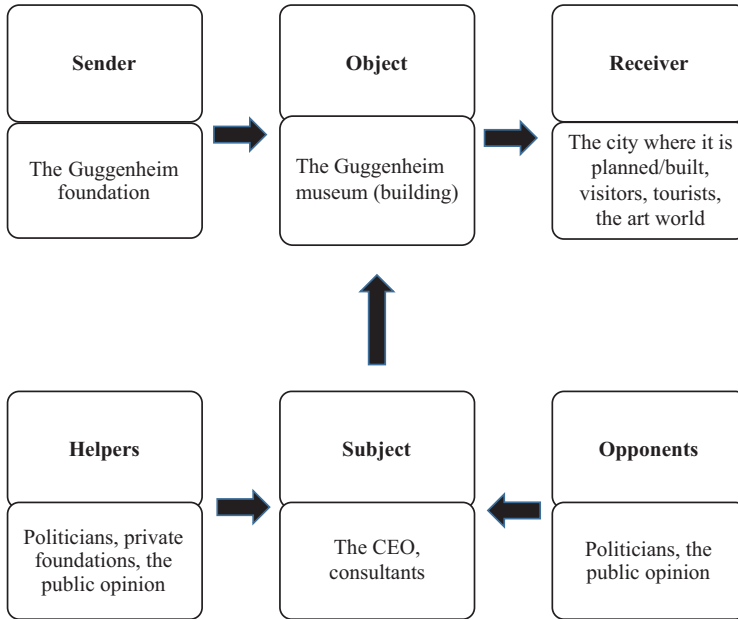 Sender
The Guggenheim
foundation
Object
The Guggenheim
museum (building)
Receiver
The city where it is
planned/built,
visitors, tourists,
the art world
Helpers
Politicians, private
foundations, the
public opinion
Subject
The CEO,
consultants
Opponents
Politicians, the
public opinion